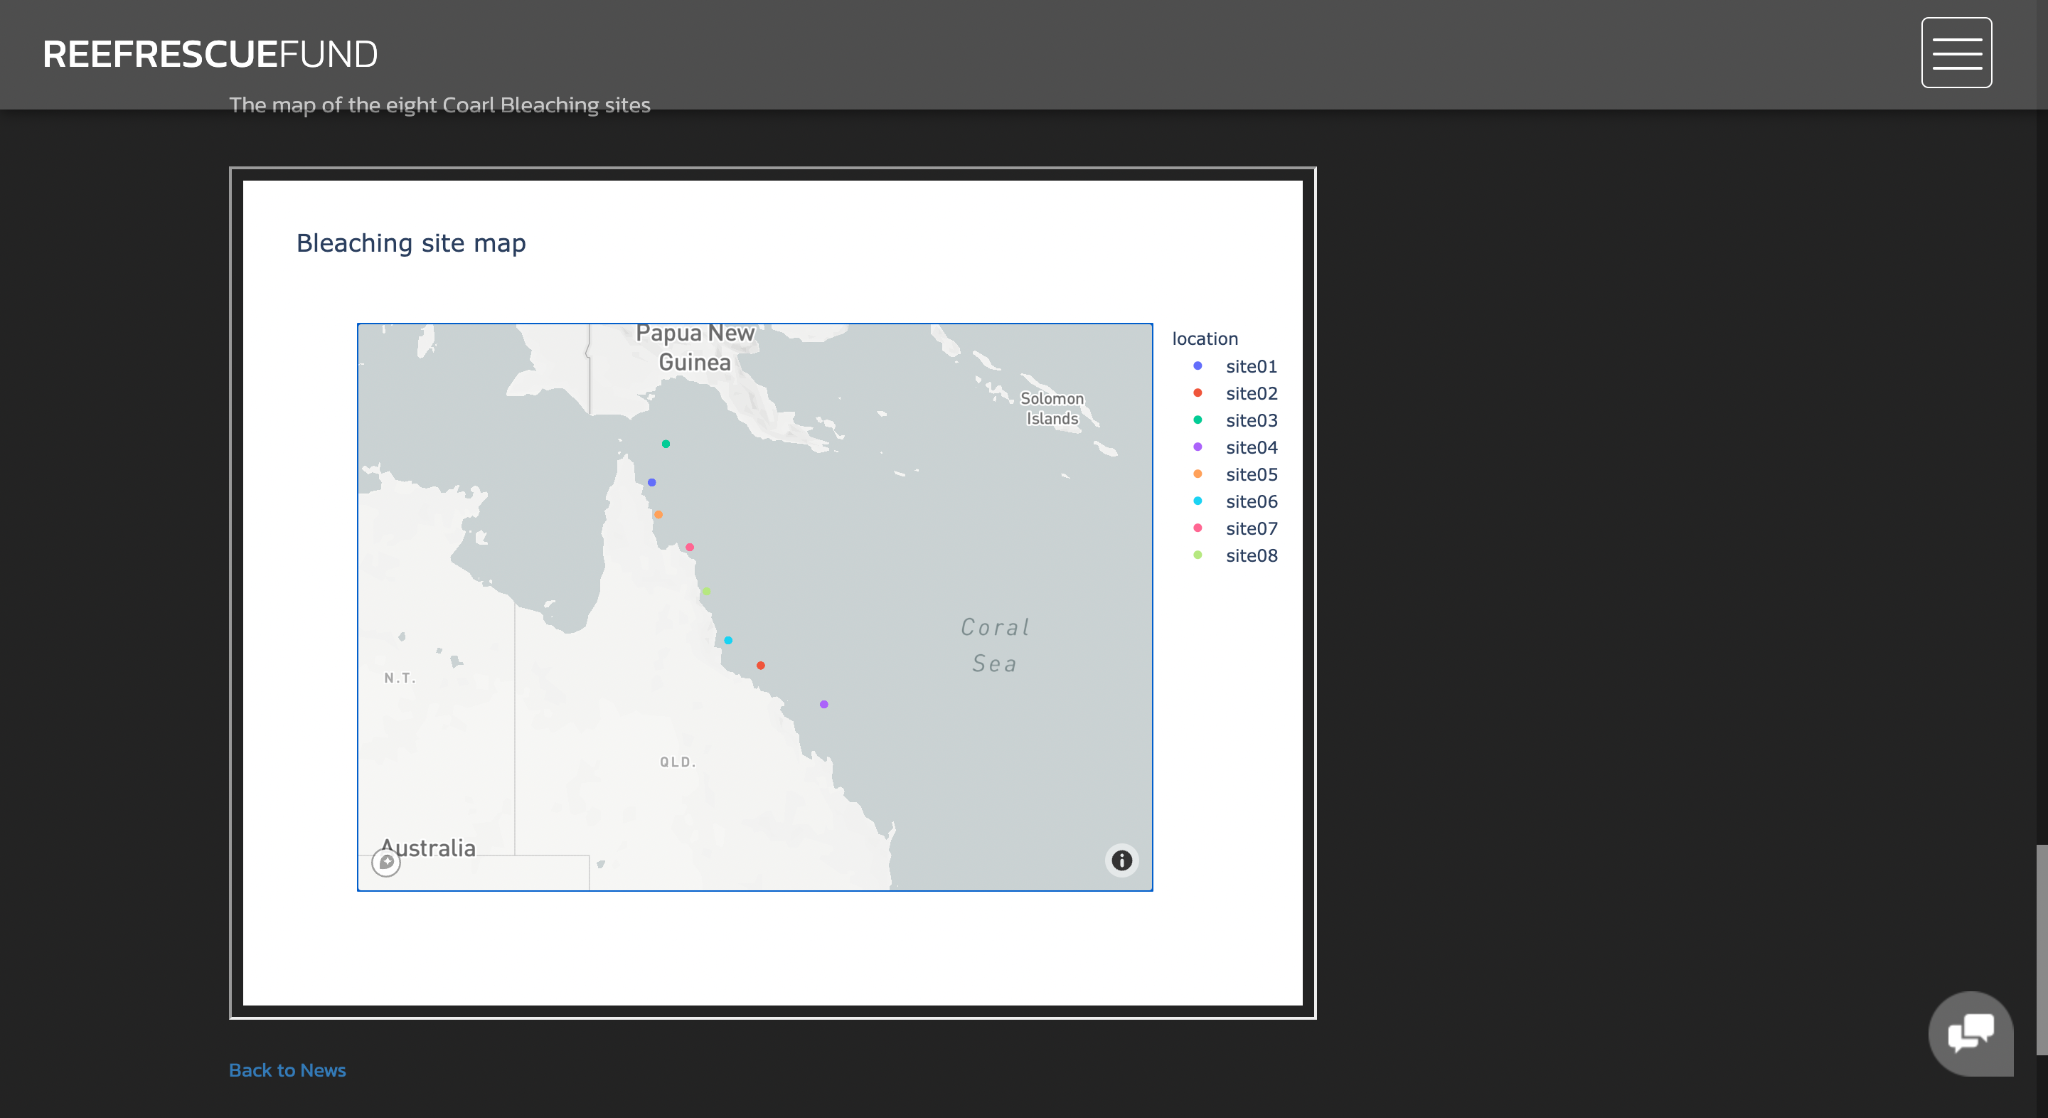 REEFRESCUEFUND
The map of the eight Coarl Bleaching sites
Bleaching site map
Papua New
Guinea
Solomon
Islands
Coral
Sea
N.T.
QLD.
Australia
location
site01
site02
site03
site04
site05
site06
site07
site08
Back to News